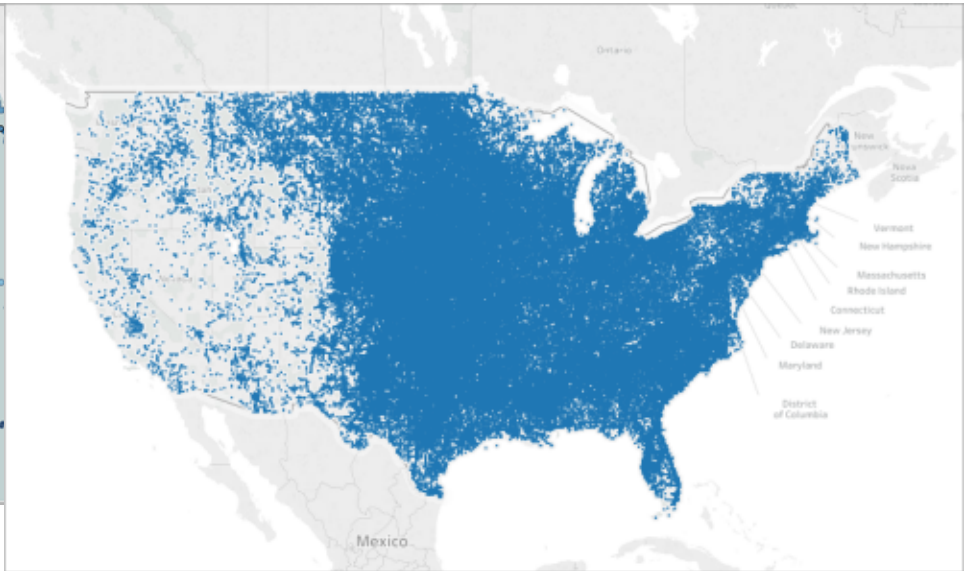 Ontario
New
Nova
Scotia
Vermont
New Hampshire
Massachusetts
Rhode Island
Connecticut
New Jersey
Delaware
Maryland
District
of Columbia
Mexico